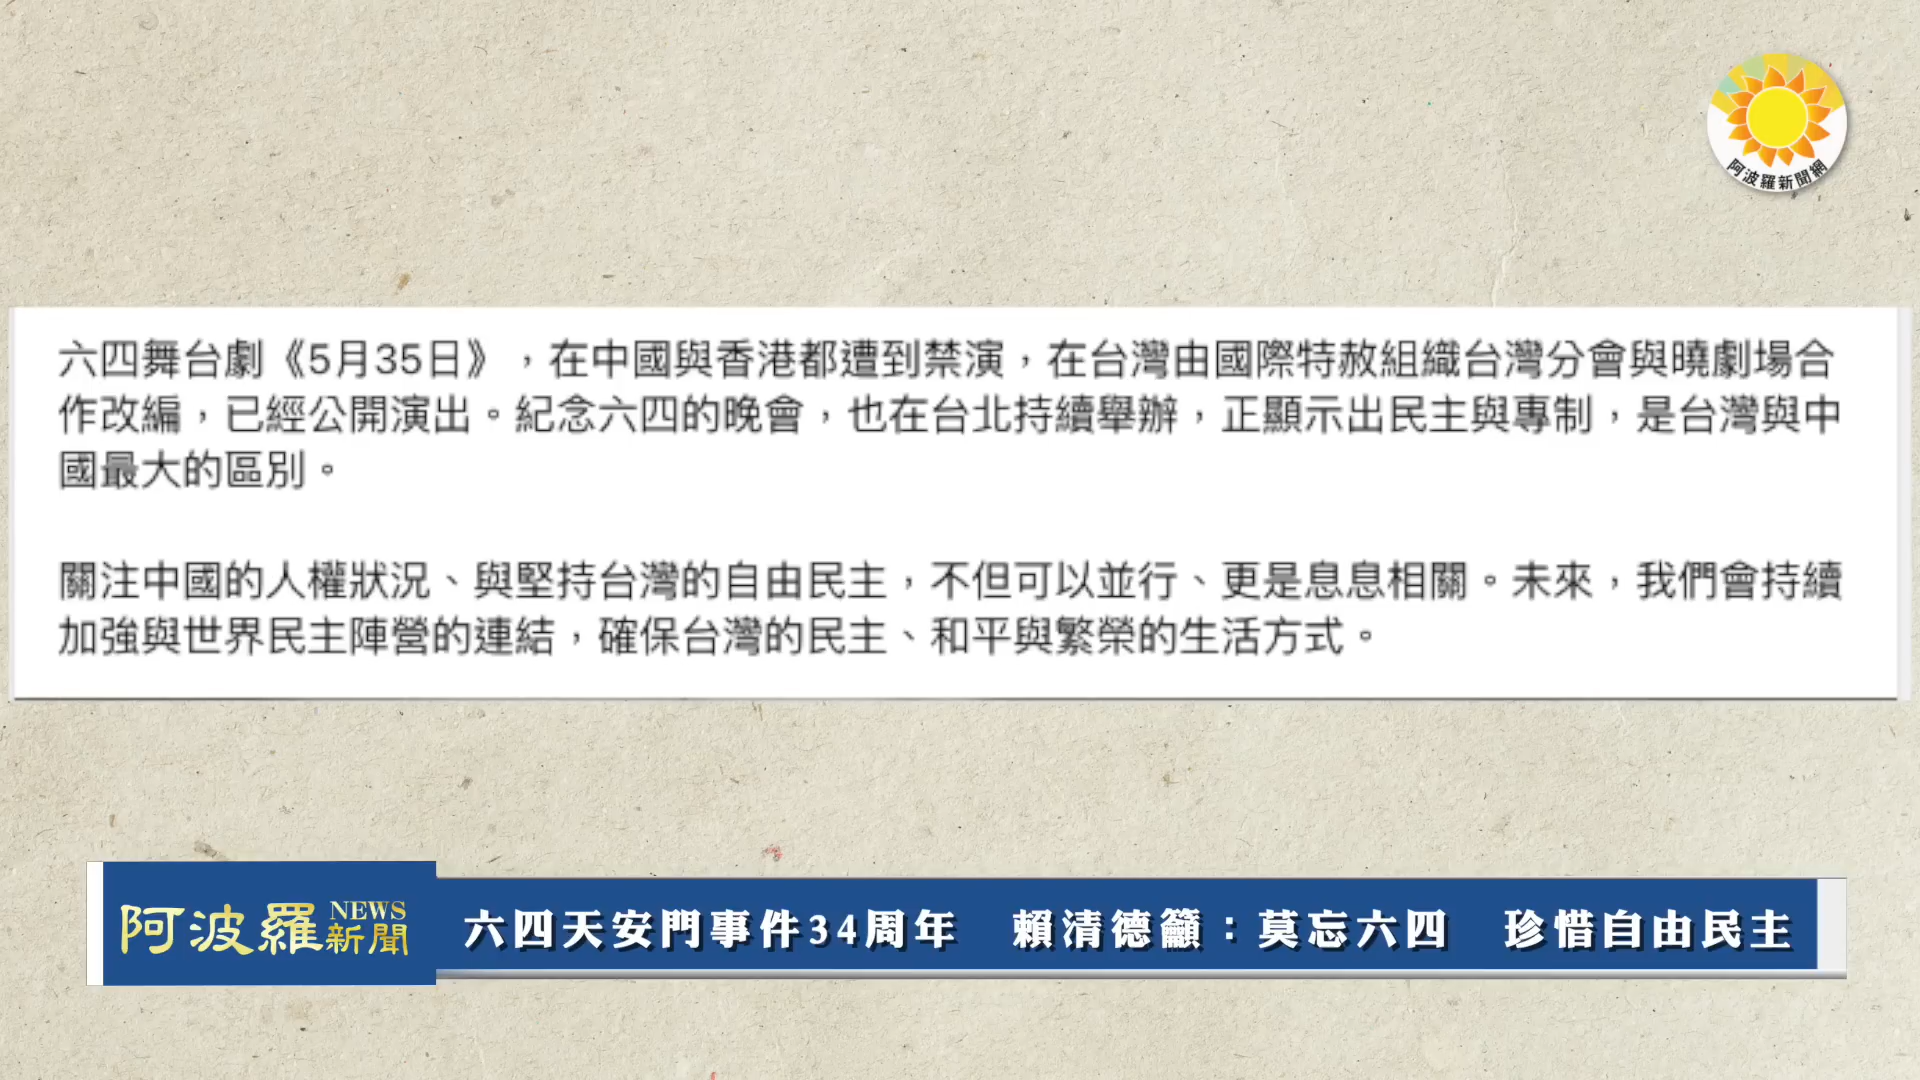 阿波羅新聞網
六四舞台劇《5月35日》，在中國與香港都遭到禁演，在台灣由國際特赦組織台灣分會與曉劇場合
作改編，已經公開演出。紀念六四的晚會，也在台北持續舉辦，正顯示出民主與專制，是台灣與中
國最大的區別。
關注中國的人權狀況、與堅持台灣的自由民主，不但可以並行、更是息息相關。未來，我們會持續
加強與世界民主陣營的連結，確保台灣的民主、和平與繁榮的生活方式。
阿波羅 NEWS 新聞
六四天安門事件34周年　賴清德籲：莫忘六四　珍惜自由民主